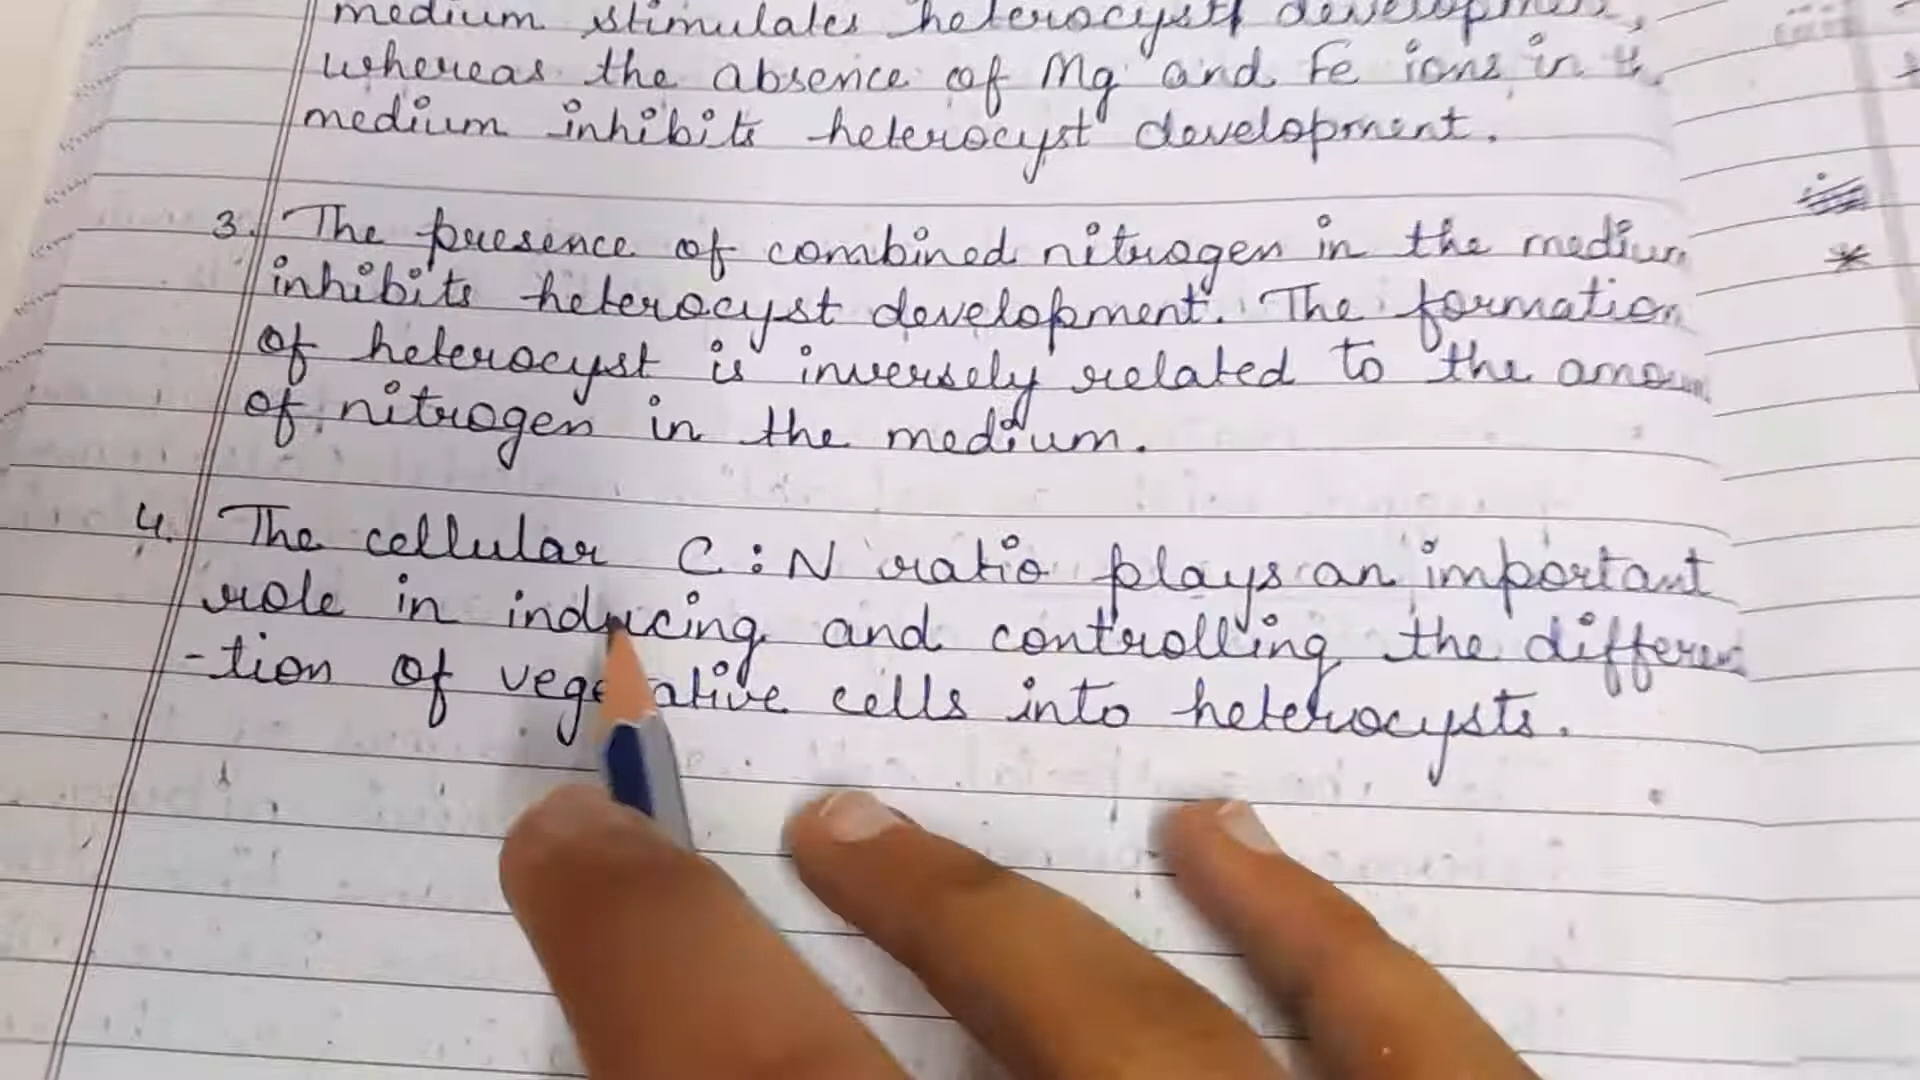 medium stimulates heterocyst development,
whereas the absence of Mg and Fe ions in
medium inhibits heterocyst development.
3. The presence of combined nitrogen in the medium
inhibits heterocyst development. The formation
of heterocyst is inversely related to the
of nitrogen in the medium.
4. The cellular C:N ratio plays an important
role in inducing and controlling the
-tion of vegetative cells into heterocysts.